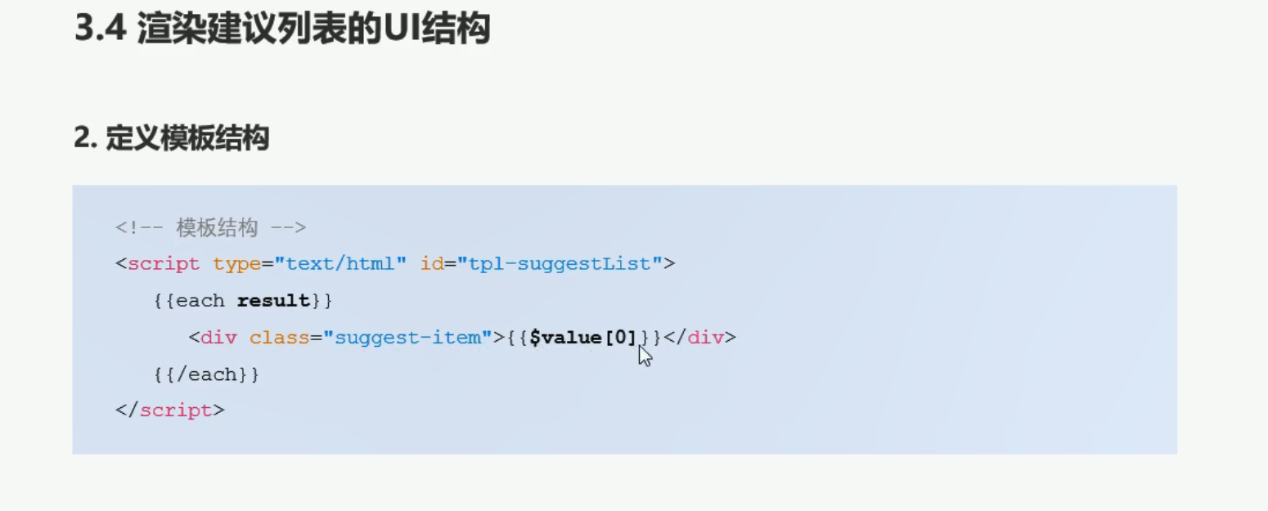 3.4 渲染建议列表的UI结构
2. 定义模板结构
<!-- 模板结构 -->
<script type="text/html" id="tpl-suggestList">
{{each result}}
<div class="suggest-item">{{$value[0]}}</div>
{{/each}}
</script>